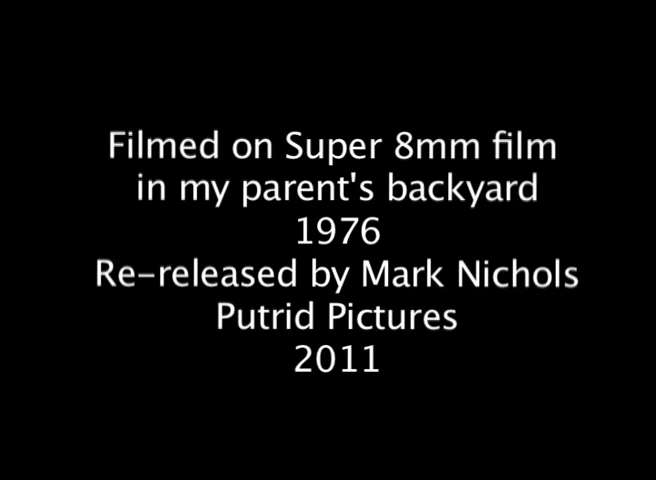 Filmed on Super 8mm film
in my parent's backyard
1976
Re-released by Mark Nichols
Putrid Pictures
2011